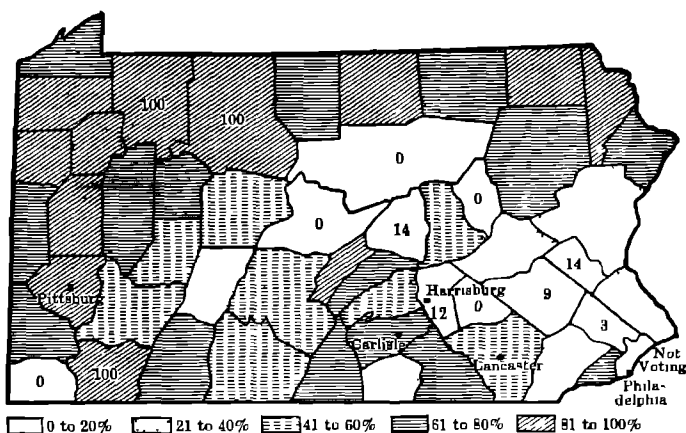 100
100
0
0
0
14
14
Pittsburg
Harrisburg
9
12
0
3
Carlisle
Lancaster
0
100
Not
Voting
Phila-
delphia
0 to 20% 21 to 40% 41 to 60% 61 to 80% 81 to 100%